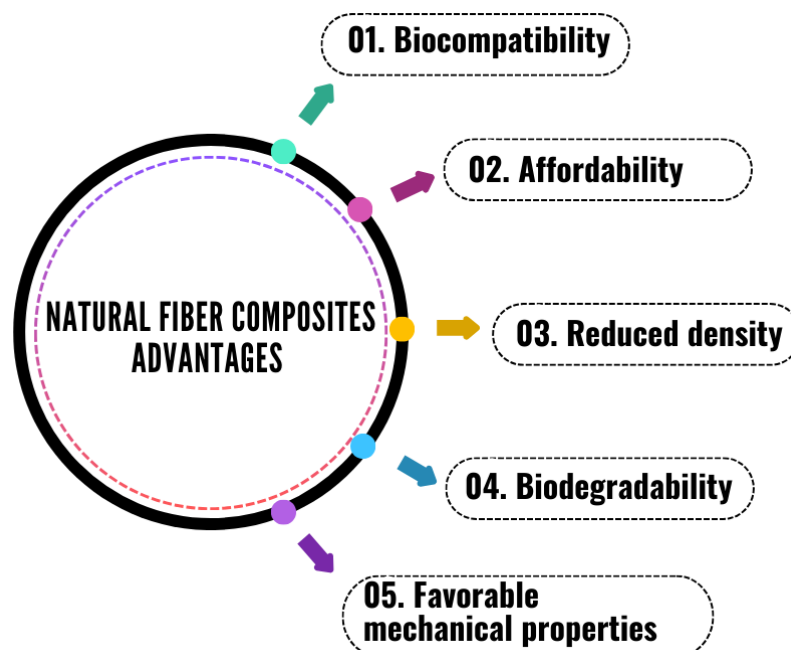 01. Biocompatibility
02. Affordability
NATURAL FIBER COMPOSITES
ADVANTAGES
03. Reduced density
04. Biodegradability
05. Favorable
mechanical properties